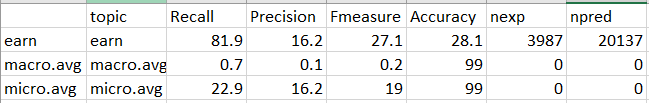 topic Recall Precision Fmeasure Accuracy nexp npred
earn earn 81.9 16.2 27.1 28.1 3987 20137
macro.avg macro.avg 0.7 0.1 0.2 99 0 0
micro.avg micro.avg 22.9 16.2 19 99 0 0